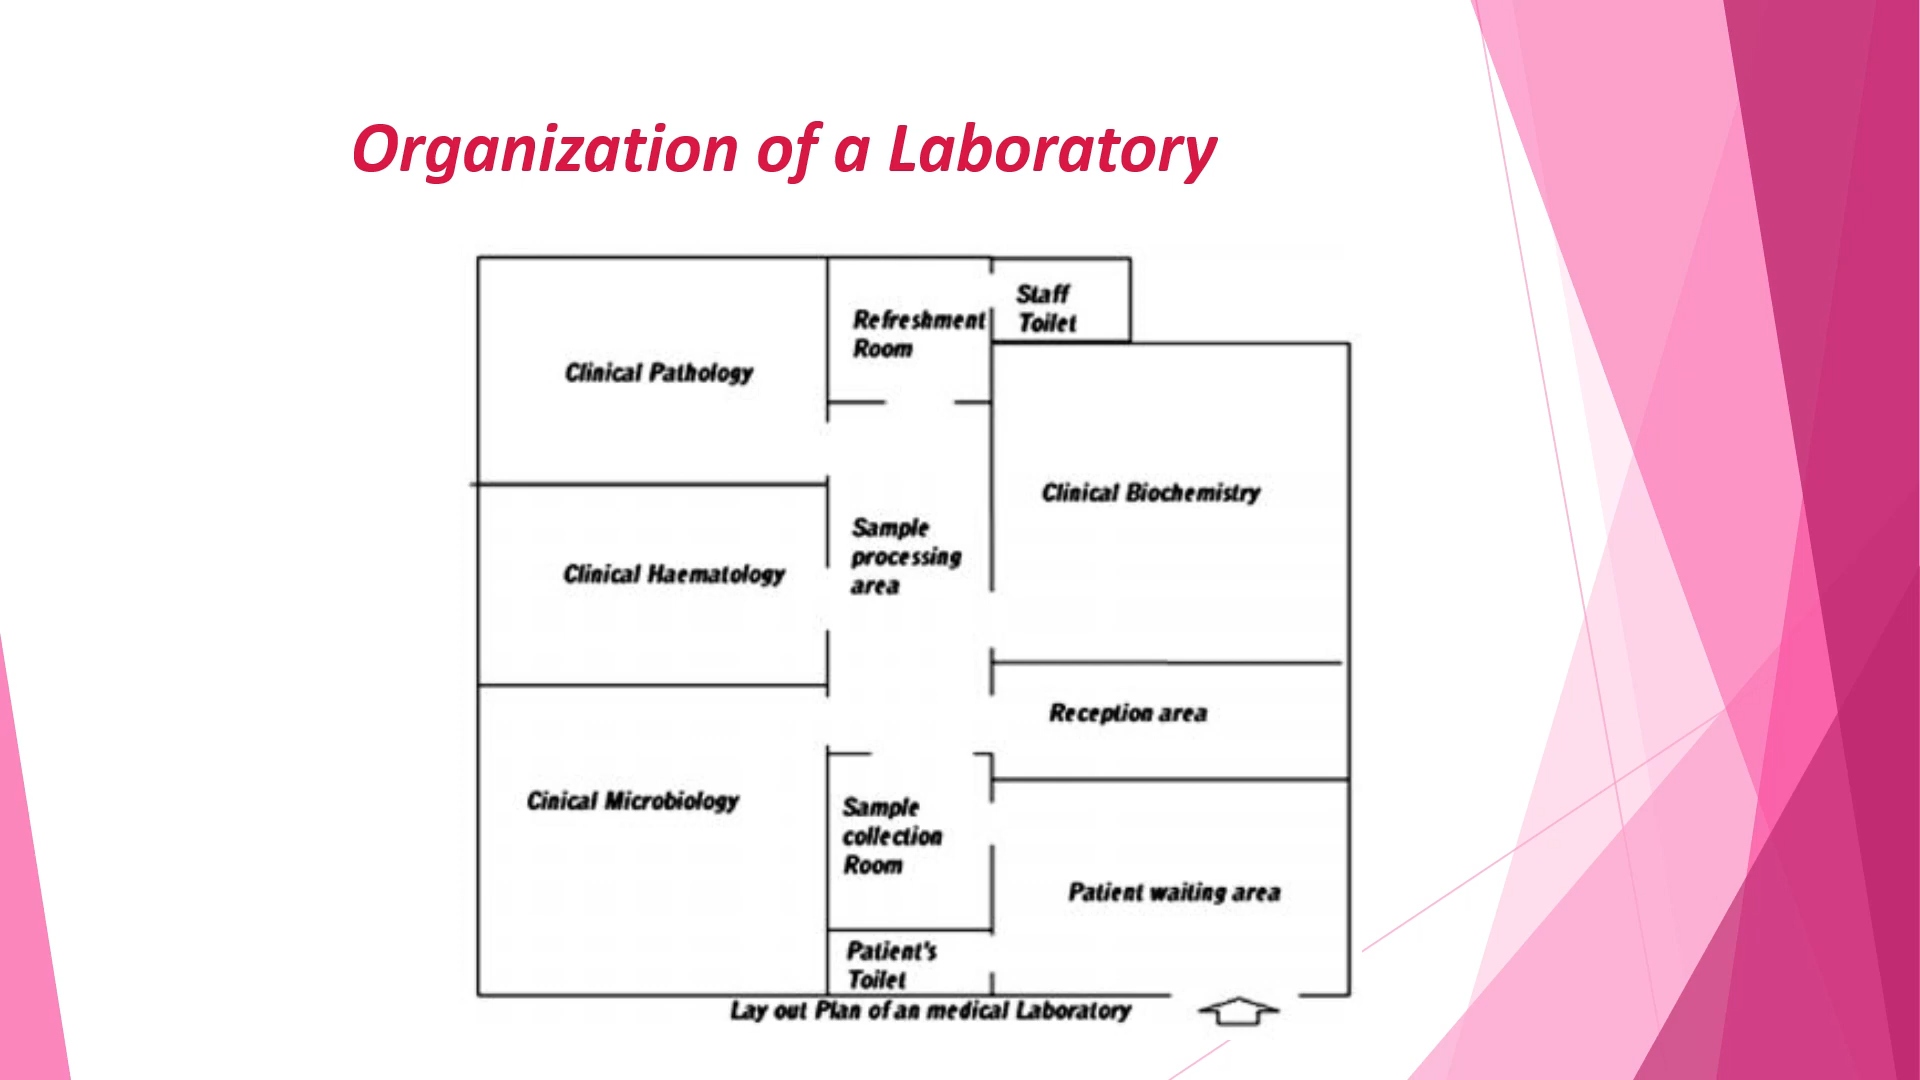 Organization of a Laboratory
Staff
Toilet
Refreshment
Room
Clinical Pathology
Clinical Biochemistry
Sample
processing
area
Clinical Haematology
Reception area
Cinical Microbiology
Sample
collection
Room
Patient waiting area
Patient's
Toilet
Lay out Plan of an medical Laboratory